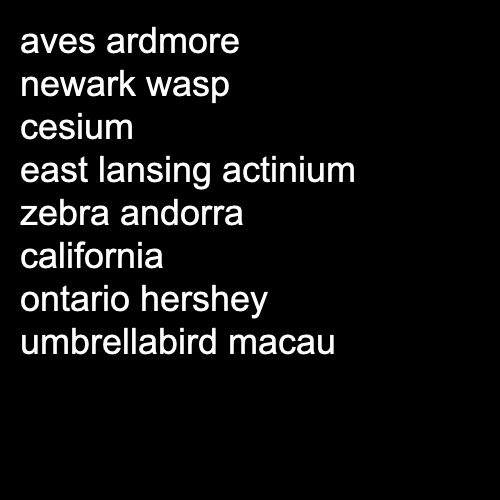 aves ardmore
newark wasp
cesium
east lansing actinium
zebra andorra
california
ontario hershey
umbrellabird macau